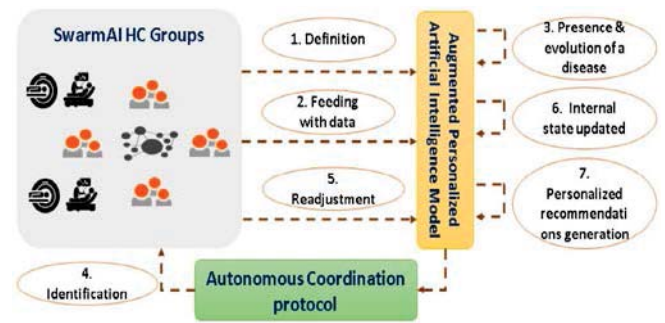 SwarmAI HC Groups
1. Definition
2. Feeding
with data
5.
Readjustment
4.
Identification
Autonomous Coordination
protocol
Augmented Personalized
Artificial Intelligence Model
3. Presence &
evolution of a
disease
6. Internal
state updated
7.
Personalized
recommendati
ons generation